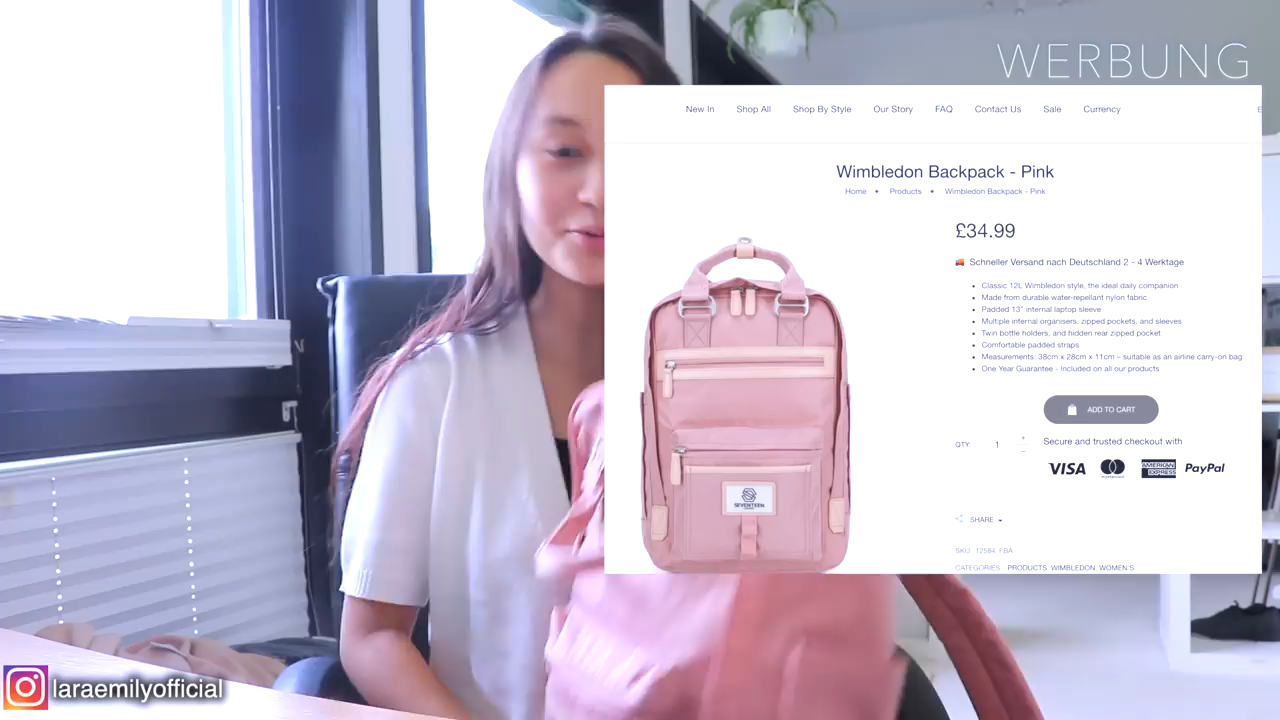 WERBUNG
New In Shop All Shop By Style Our Story FAQ Contact Us Sale Currency E
Wimbledon Backpack - Pink
Home • Products • Wimbledon Backpack - Pink
£34.99
Schneller Versand nach Deutschland 2 - 4 Werktage
• Classic 12L Wimbledon style, the ideal daily companion
• Made from durable water-repellant nylon fabric
• Padded 13" internal laptop sleeve
• Multiple internal organisers, zipped pockets, and sleeves
• Twin bottle holders, and hidden rear zipped pocket
• Comfortable padded straps
• Measurements: 38cm x 28cm x 11cm – suitable as an airline carry-on bag
• One Year Guarantee - Included on all our products
ADD TO CART
QTY: 1 + -
Secure and trusted checkout with
VISA
AMERICAN EXPRESS
PayPal
SEVENTEEN
SHARE
SKU: 12584_FBA
CATEGORIES: PRODUCTS, WIMBLEDON, WOMEN'S
laraemilyofficial